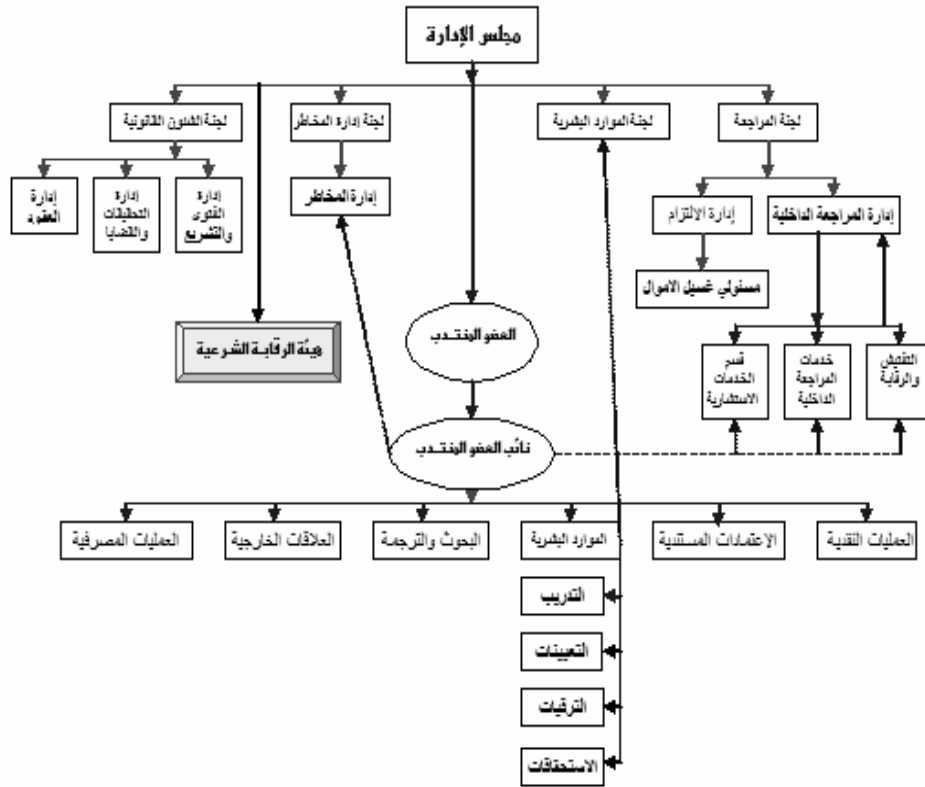 مجلس الإدارة
لجنة المراجعة
لجنة الموارد البشرية
لجنة إدارة المخاطر
لجنة الشئون القانونية
إدارة المراجعة الداخلية
إدارة الالتزام
إدارة المخاطر
إدارة
الفتوى
والتشريع
إدارة
التحقيقات
والقضايا
إدارة
العقود
مسئولي غسيل الاموال
العضو المنتدب
هيئة الرقابة الشرعية
التفتيش
والرقابة
خدمات
المراجعة
الداخلية
قسم
الخدمات
الاستشارية
نائب العضو المنتدب
العمليات النقدية
الاعتمادات المستندية
الموارد البشرية
البحوث والترجمة
العلاقات الخارجية
العمليات المصرفية
التدريب
التعيينات
الترقيات
الاستحقاقات